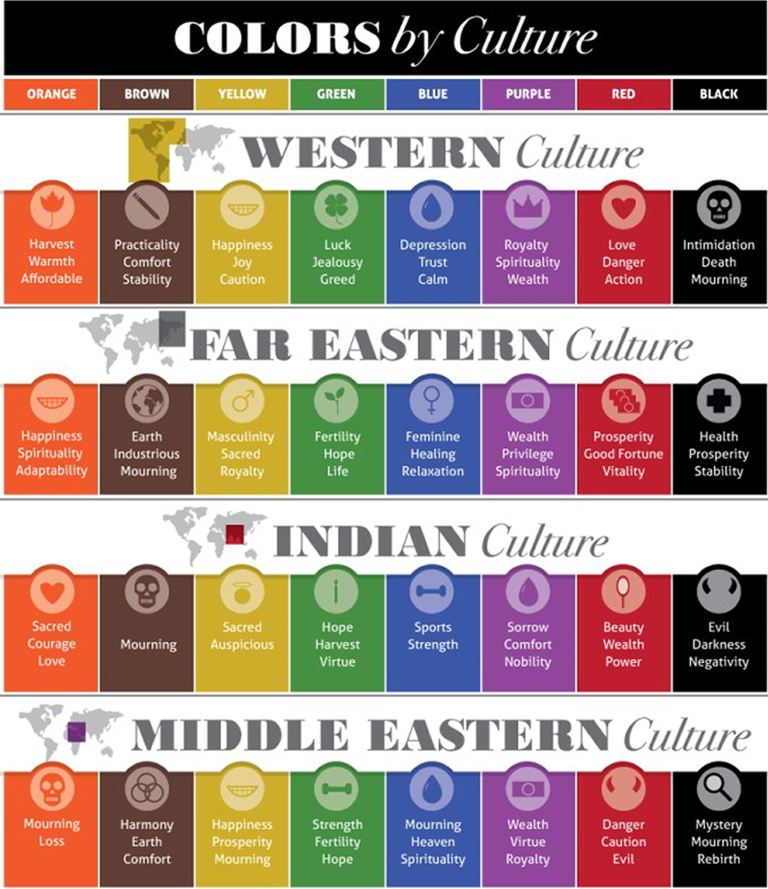 COLORS by Culture
ORANGE BROWN YELLOW GREEN BLUE PURPLE RED BLACK
WESTERN Culture
Harvest
Warmth
Affordable
Practicality
Comfort
Stability
Happiness
Joy
Caution
Luck
Jealousy
Greed
Depression
Trust
Calm
Royalty
Spirituality
Wealth
Love
Danger
Action
Intimidation
Death
Mourning
FAR EASTERN Culture
Happiness
Spirituality
Adaptability
Earth
Industrious
Mourning
Masculinity
Sacred
Royalty
Fertility
Hope
Life
Feminine
Healing
Relaxation
Wealth
Privilege
Spirituality
Prosperity
Good Fortune
Vitality
Health
Prosperity
Stability
INDIAN Culture
Sacred
Courage
Love
Mourning
Sacred
Auspicious
Hope
Harvest
Virtue
Sports
Strength
Sorrow
Comfort
Nobility
Beauty
Wealth
Power
Evil
Darkness
Negativity
MIDDLE EASTERN Culture
Mourning
Loss
Harmony
Earth
Comfort
Happiness
Prosperity
Mourning
Strength
Fertility
Hope
Mourning
Heaven
Spirituality
Wealth
Virtue
Royalty
Danger
Caution
Evil
Mystery
Mourning
Rebirth